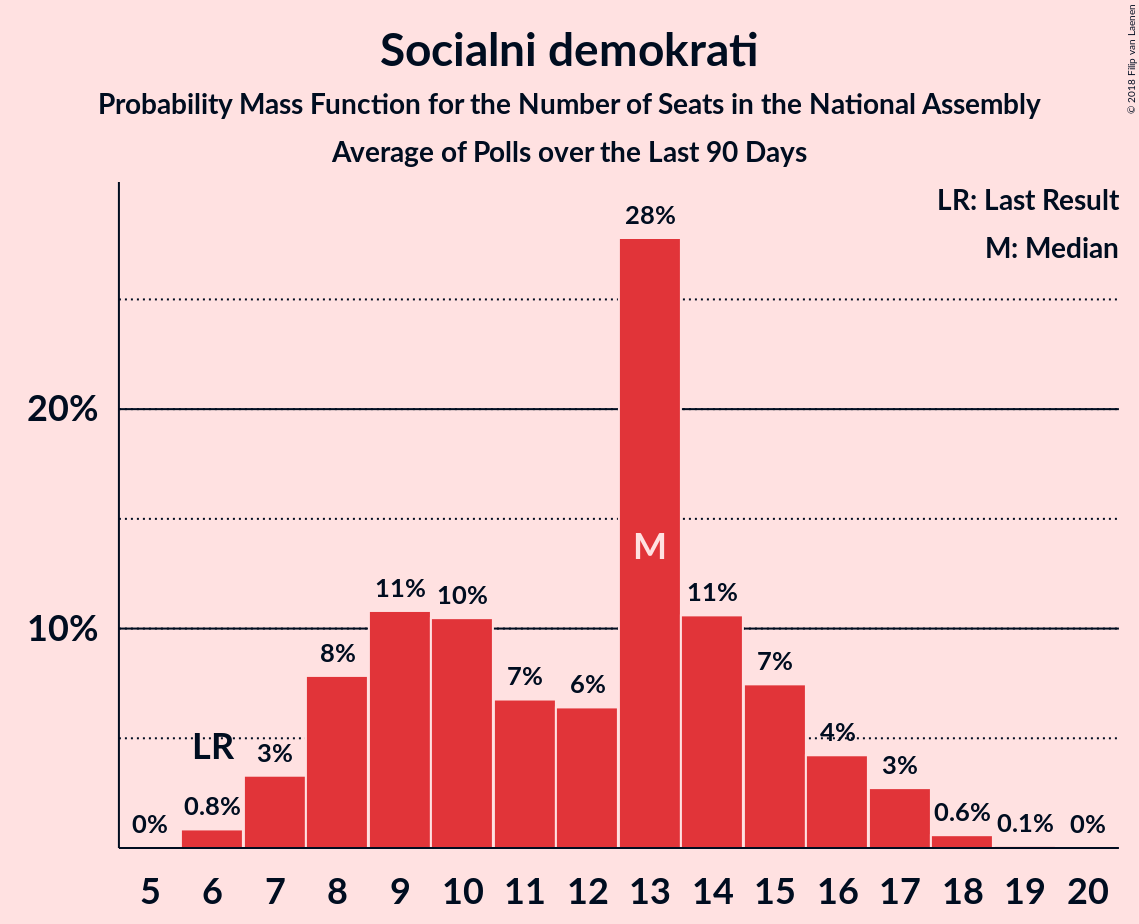 Socialni demokrati
Probability Mass Function for the Number of Seats in the National Assembly
Average of Polls over the Last 90 Days
© 2018 Filip van Laenen
LR: Last Result
M: Median
28%
20%
M
11% 10% 11%
10%
8% 7% 6% 7%
LR 3% 4% 3%
0% 0.8% 0.6% 0.1% 0%
5 6 7 8 9 10 11 12 13 14 15 16 17 18 19 20